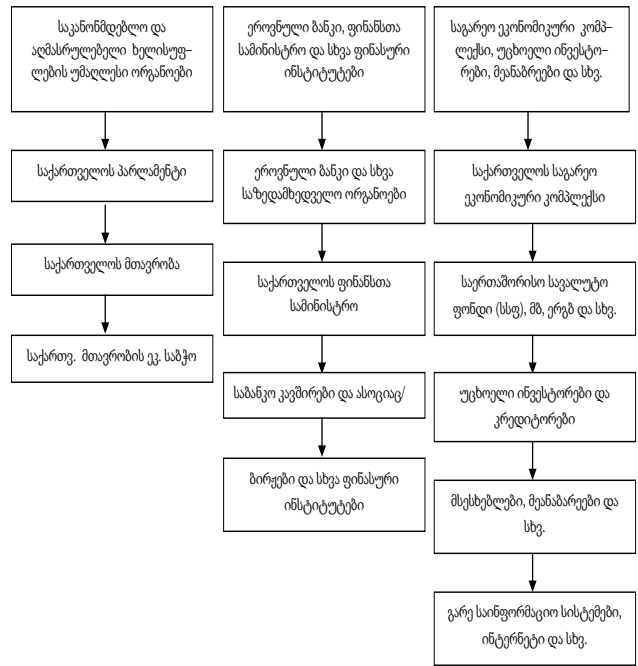 საკანონმდებლო და
აღმასრულებელი ხელისუფ–
ლების უმაღლესი ორგანოები
საქართველოს პარლამენტი
საქართველოს მთავრობა
საქართვ. მთავრობის ეკ. საბჭო
ეროვნული ბანკი, ფინანსთა
სამინისტრო და სხვა ფინასური
ინსტიტუტები
ეროვნული ბანკი და სხვა
საზედამხედველო ორგანოები
საქართველოს ფინანსთა
სამინისტრო
საბანკო კავშირები და ასოციაც/
ბირჟები და სხვა ფინასური
ინსტიტუტები
საგარეო ეკონომიკური კომპ–
ლექსი, უცხოელი ინვესტო–
რები, მეანაბრეები და სხვ.
საქართველოს საგარეო
ეკონომიკური კომპლექსი
საერთაშორისო სავალუტო
ფონდი (სსფ), მბ, ერგბ და სხვ.
უცხოელი ინვესტორები და
კრედიტორები
მსესხებლები, მეანაბარეები და
სხვ.
გარე საინფორმაციო სისტემები,
ინტერნეტი და სხვ.